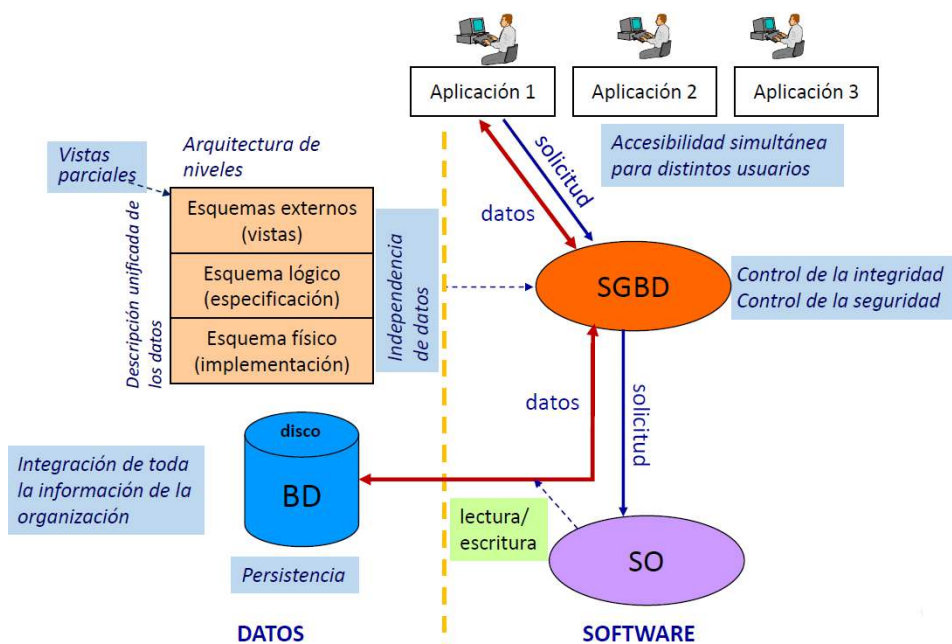 Aplicación 1
Aplicación 2
Aplicación 3
Vistas
parciales
Arquitectura de
niveles
solicitud
datos
Accesibilidad simultánea
para distintos usuarios
Descripción unificada de
los datos
Esquemas externos
(vistas)
Esquema lógico
(especificación)
Esquema físico
(implementación)
Independencia
de datos
SGBD
Control de la integridad
Control de la seguridad
datos
solicitud
disco
BD
Integración de toda
la información de la
organización
lectura/
escritura
SO
Persistencia
DATOS
SOFTWARE